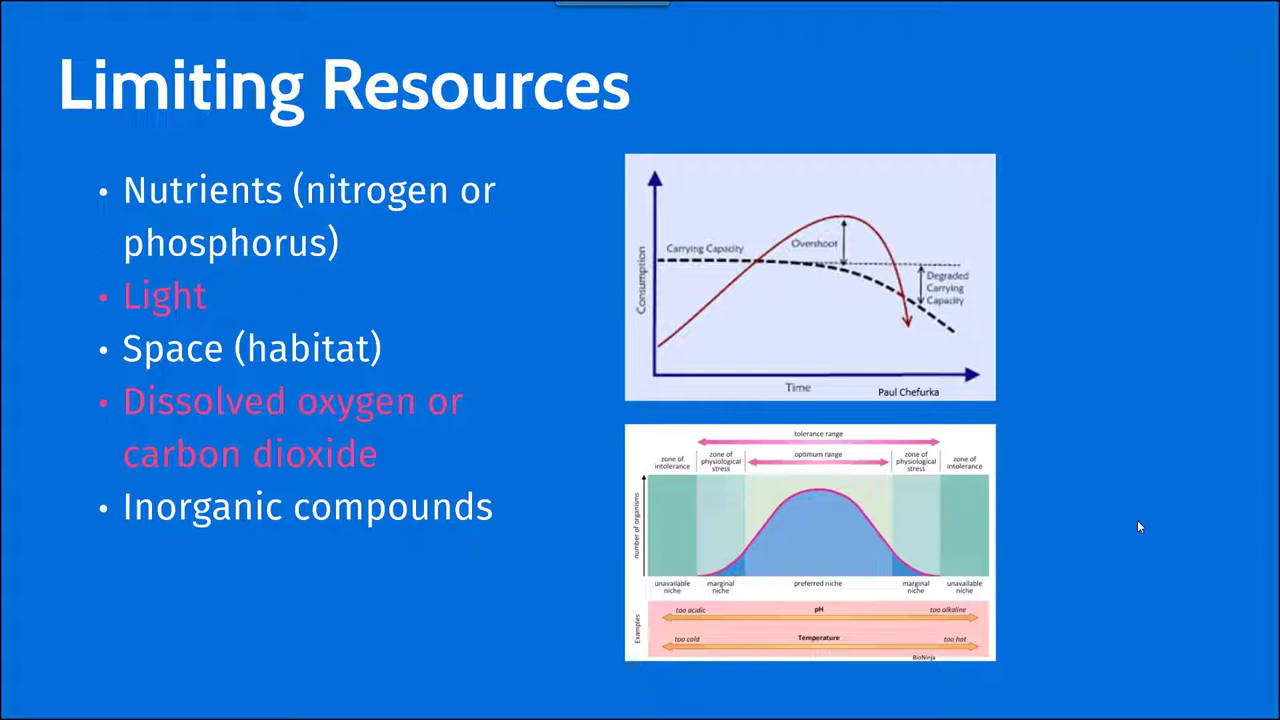 Limiting Resources
• Nutrients (nitrogen or
phosphorus)
• Light
• Space (habitat)
• Dissolved oxygen or
carbon dioxide
• Inorganic compounds
Carrying Capacity
Overshoot
Degraded
Carrying
Capacity
Consumption
Time
Paul Chefurka
tolerance range
zone of
intolerance
zone of
physiological
stress
optimum range
zone of
physiological
stress
zone of
intolerance
number of organisms
unavailable
niche
marginal
niche
preferred niche
marginal
niche
unavailable
niche
Examples
too acidic pH too alkaline
too cold Temperature too hot
BioNinja